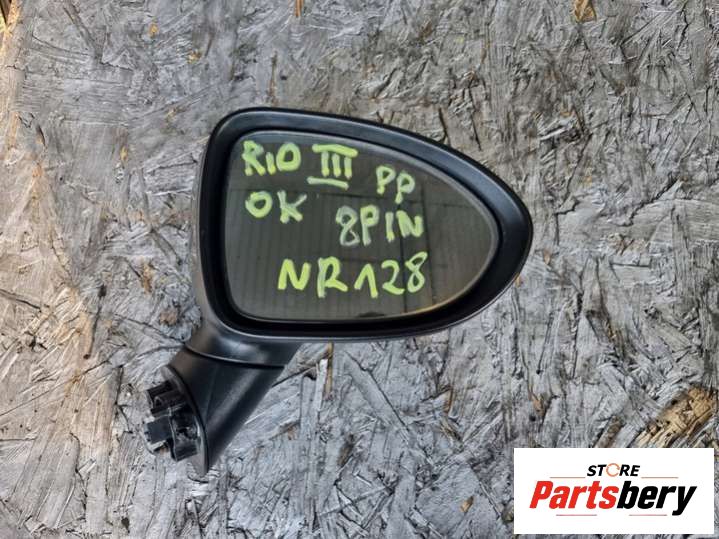 RIO III PP
OK 8PIN
NR128
STORE
Partsbery